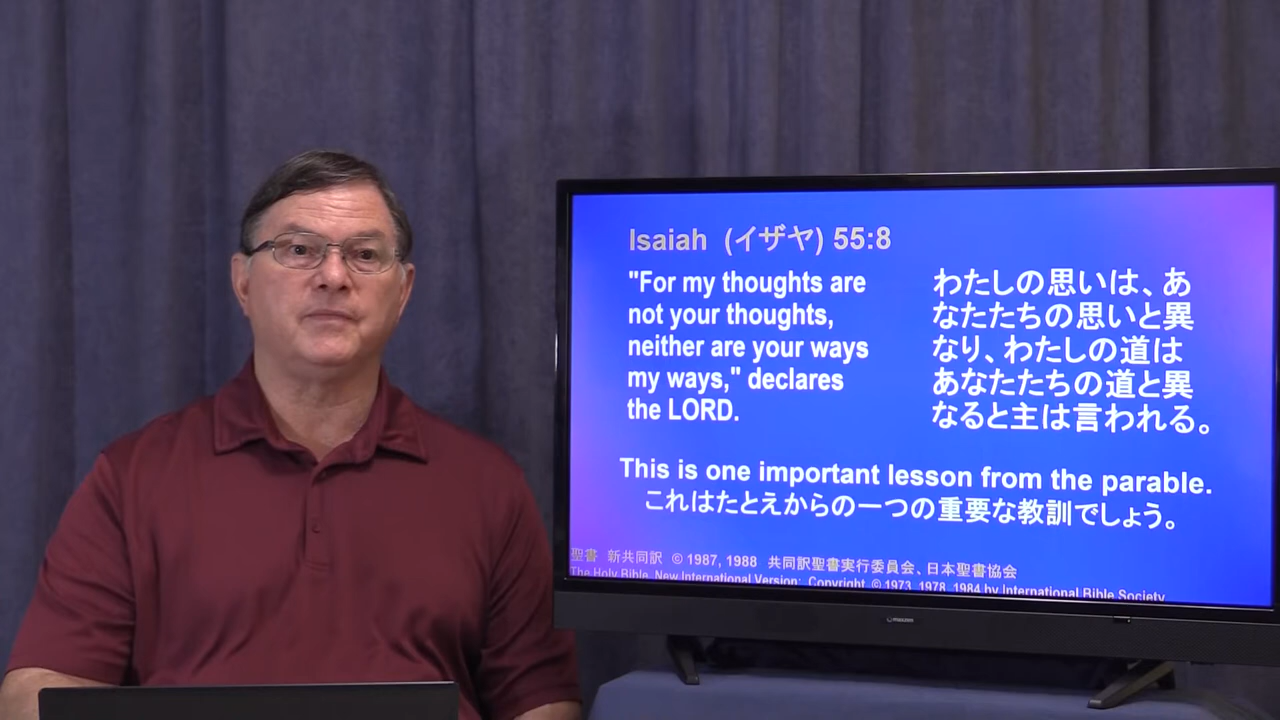 Isaiah (イザヤ) 55:8
"For my thoughts are
not your thoughts,
neither are your ways
my ways," declares
the LORD.
わたしの思いは、あ
なたたちの思いと異
なり、わたしの道は
あなたたちの道と異
なると主は言われる。
This is one important lesson from the parable.
これはたとえからの一つの重要な教訓でしょう。
聖書 新共同訳 © 1987, 1988 共同訳聖書実行委員会、日本聖書協会
The Holy Bible, New International Version: Copyright © 1973, 1978, 1984 by International Bible Society
maxzen